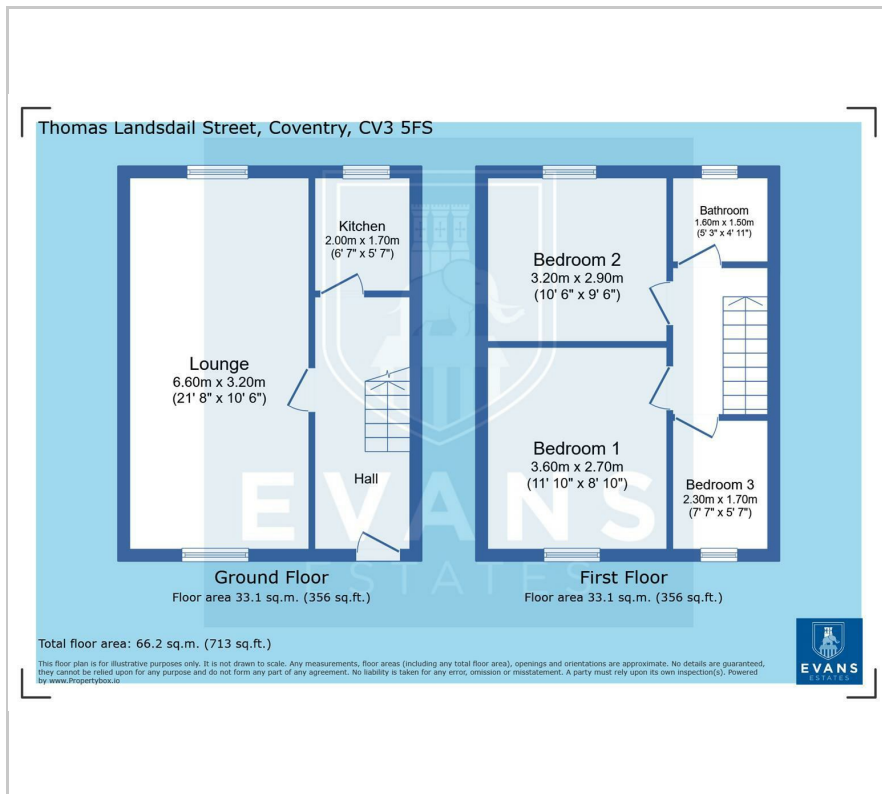 Thomas Landsdail Street, Coventry, CV3 5FS
Kitchen
2.00m x 1.70m
(6' 7" x 5' 7")
Lounge
6.60m x 3.20m
(21' 8" x 10' 6")
Hall
Ground Floor
Floor area 33.1 sq.m. (356 sq.ft.)
Bathroom
1.60m x 1.50m
(5' 3" x 4' 11")
Bedroom 2
3.20m x 2.90m
(10' 6" x 9' 6")
Bedroom 1
3.60m x 2.70m
(11' 10" x 8' 10")
Bedroom 3
2.30m x 1.70m
(7' 7" x 5' 7")
First Floor
Floor area 33.1 sq.m. (356 sq.ft.)
EVANS
ESTATES
Total floor area: 66.2 sq.m. (713 sq.ft.)
This floor plan is for illustrative purposes only. It is not drawn to scale. Any measurements, floor areas (including any total floor area), openings and orientations are approximate. No details are guaranteed,
they cannot be relied upon for any purpose and do not form any part of any agreement. No liability is taken for any error, omission or misstatement. A party must rely upon its own inspection(s). Powered
by www.Propertybox.io
EVANS
ESTATES